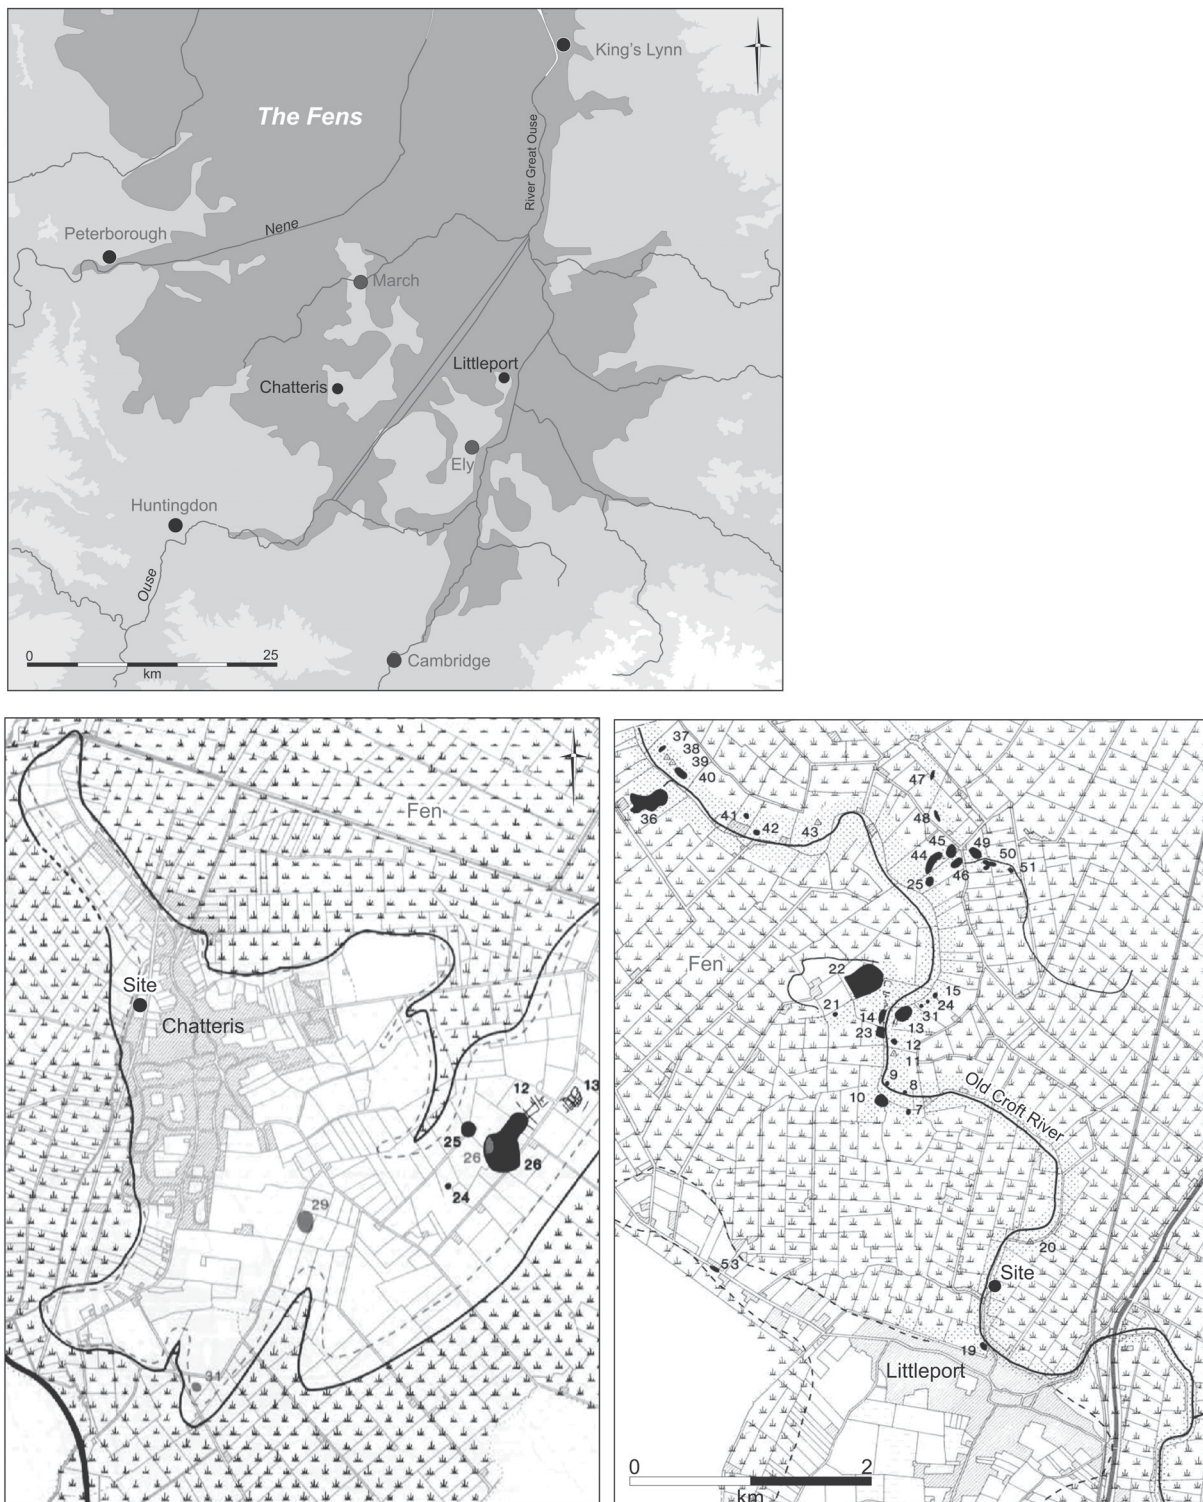 King's Lynn
The Fens
River Great Ouse
Peterborough
Nene
March
Littleport
Chatteris
Ely
Huntingdon
Ouse
0 25
km
Cambridge
Fen
Site
Chatteris
12
13
25
26
26
24
29
31
37
38
39
40
36
41
42
43
47
48
45
49
44
50
46
51
25
Fen
22
15
24
21
31
14
13
23
12
11
9
8
10
7
Old Croft River
20
Site
53
19
Littleport
0 2
km